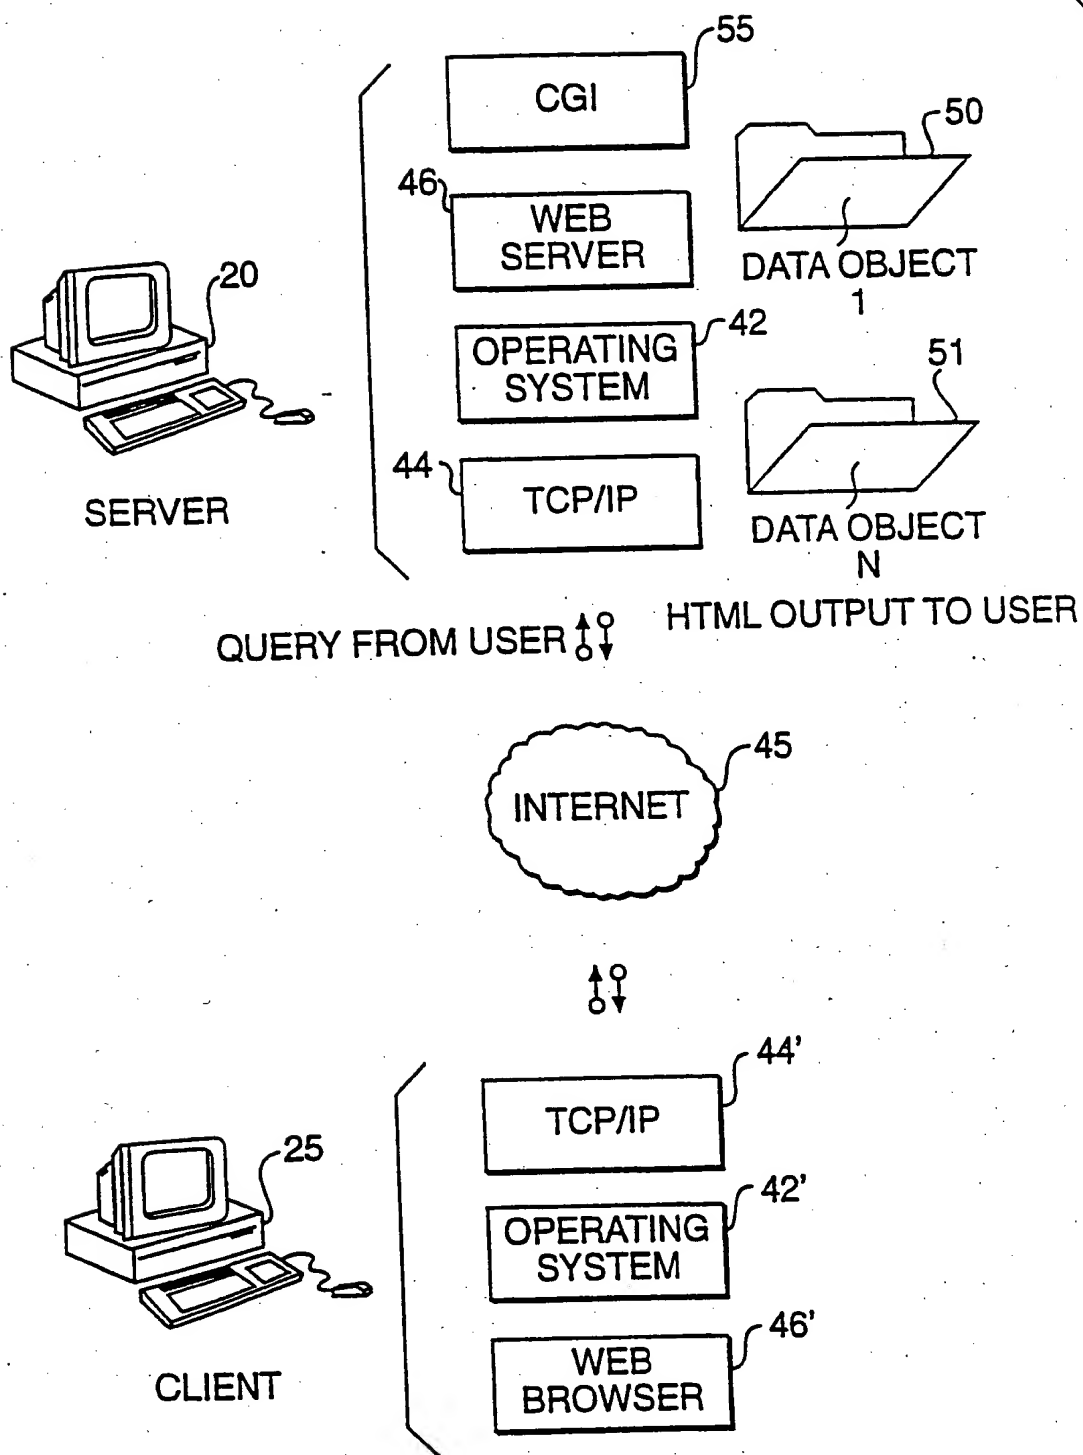 55
CGI
50
46
WEB
SERVER
DATA OBJECT
1
20
42
OPERATING
SYSTEM
51
44
TCP/IP
SERVER
DATA OBJECT
N
HTML OUTPUT TO USER
QUERY FROM USER
45
INTERNET
44'
TCP/IP
25
42'
OPERATING
SYSTEM
46'
WEB
BROWSER
CLIENT